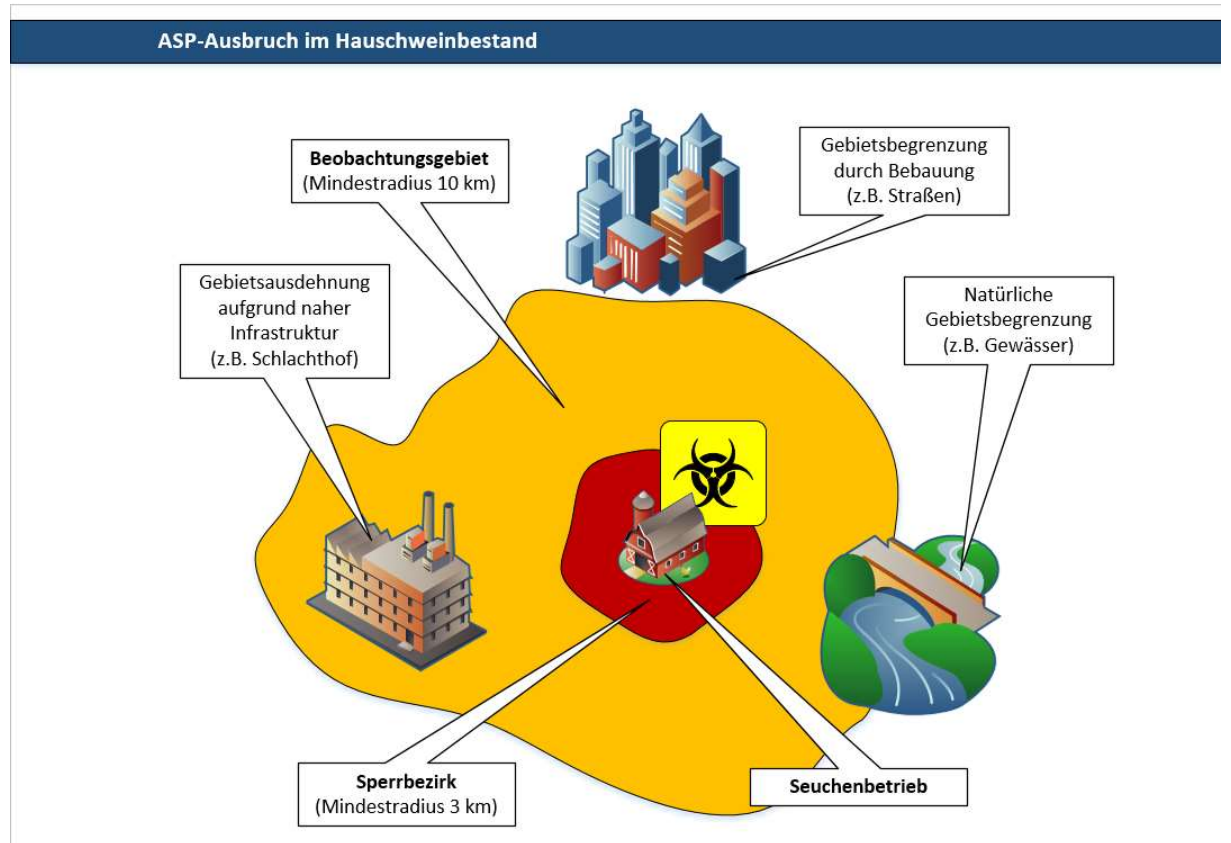 ASP-Ausbruch im Hauschweinbestand
Beobachtungsgebiet
(Mindestradius 10 km)
Gebietsbegrenzung
durch Bebauung
(z.B. Straßen)
Gebietsausdehnung
aufgrund naher
Infrastruktur
(z.B. Schlachthof)
Natürliche
Gebietsbegrenzung
(z.B. Gewässer)
Sperrbezirk
(Mindestradius 3 km)
Seuchenbetrieb